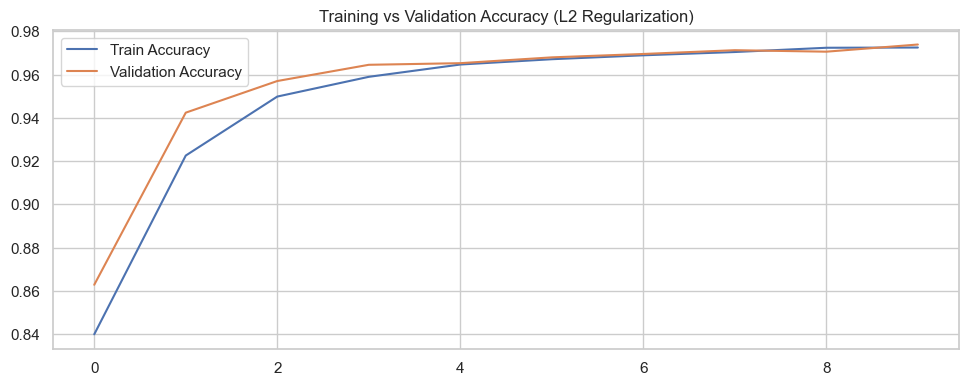 Training vs Validation Accuracy (L2 Regularization)
Train Accuracy
Validation Accuracy
0.98
0.96
0.94
0.92
0.90
0.88
0.86
0.84
0 2 4 6 8